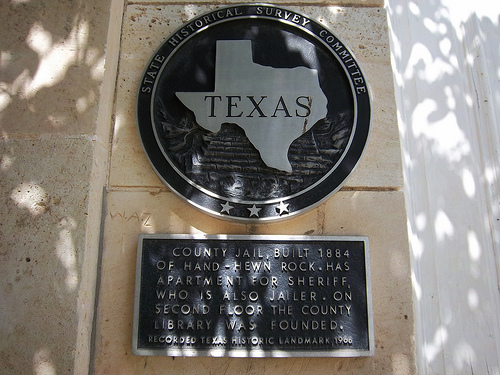 STATE HISTORICAL SURVEY COMMITTEE
TEXAS
WAZ
COUNTY JAIL, BUILT 1884
OF HAND-HEWN ROCK. HAS
APARTMENT FOR SHERIFF,
WHO IS ALSO JAILER. ON
SECOND FLOOR THE COUNTY
LIBRARY WAS FOUNDED.
RECORDED TEXAS HISTORIC LANDMARK 1966